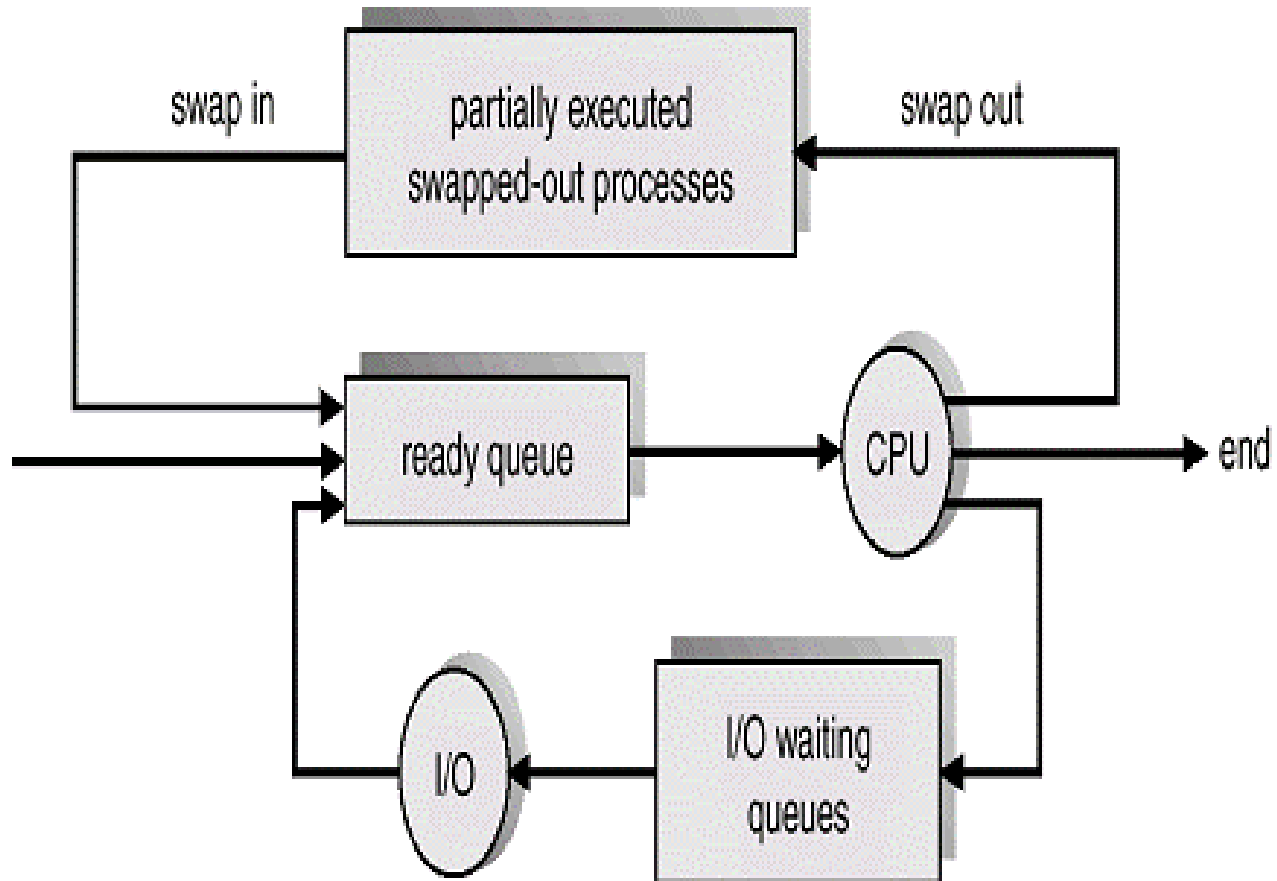 swap in
partially executed
swapped-out processes
swap out
ready queue
CPU
end
I/O
I/O waiting
queues